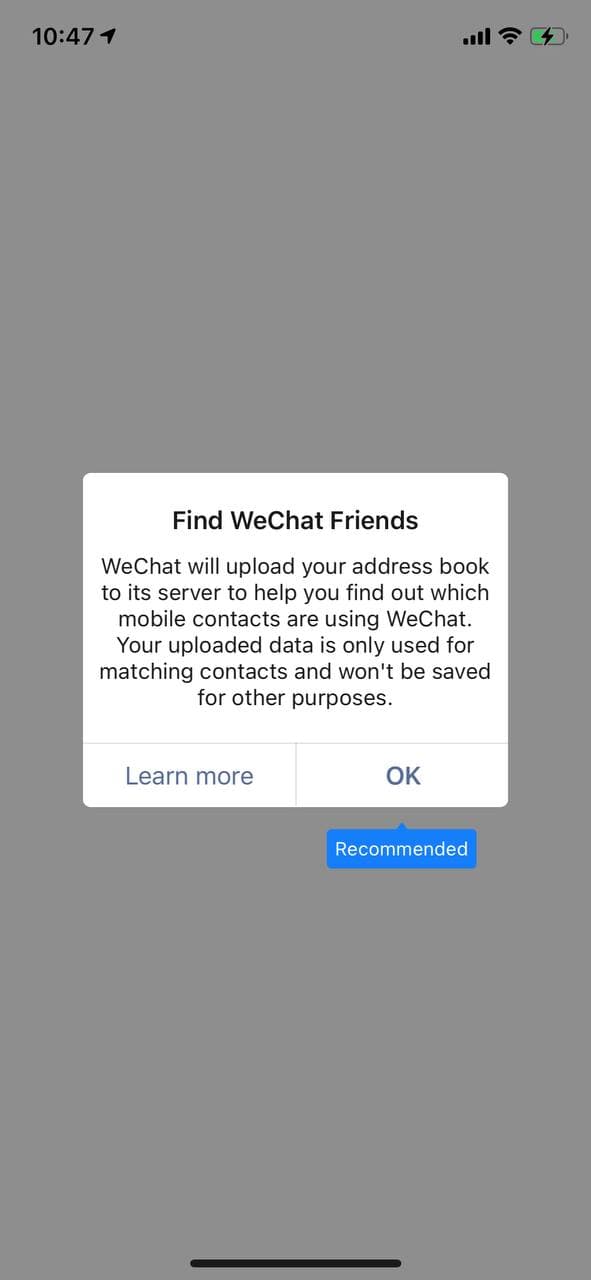 10:47
Find WeChat Friends
WeChat will upload your address book
to its server to help you find out which
mobile contacts are using WeChat.
Your uploaded data is only used for
matching contacts and won't be saved
for other purposes.
Learn more
OK
Recommended